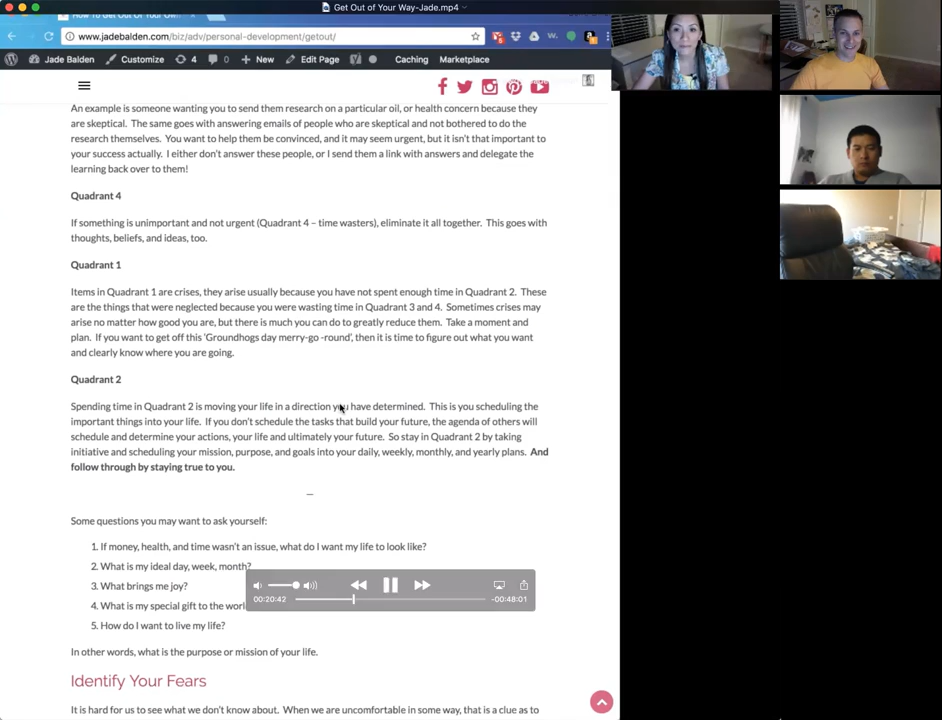 Get Out of Your Way-Jade.mp4
How To Get Out Of Your Own
www.jadebalden.com/biz/adv/personal-development/getout/
Jade Balden Customize 4 0 New Edit Page Caching Marketplace
An example is someone wanting you to send them research on a particular oil, or health concern because they
are skeptical. The same goes with answering emails of people who are skeptical and not bothered to do the
research themselves. You want to help them be convinced, and it may seem urgent, but it isn't that important to
your success actually. I either don't answer these people, or I send them a link with answers and delegate the
learning back over to them!
Quadrant 4
If something is unimportant and not urgent (Quadrant 4 – time wasters), eliminate it all together. This goes with
thoughts, beliefs, and ideas, too.
Quadrant 1
Items in Quadrant 1 are crises, they arise usually because you have not spent enough time in Quadrant 2. These
are the things that were neglected because you were wasting time in Quadrant 3 and 4. Sometimes crises may
arise no matter how good you are, but there is much you can do to greatly reduce them. Take a moment and
plan. If you want to get off this 'Groundhogs day merry-go -round', then it is time to figure out what you want
and clearly know where you are going.
Quadrant 2
Spending time in Quadrant 2 is moving your life in a direction you have determined. This is you scheduling the
important things into your life. If you don't schedule the tasks that build your future, the agenda of others will
schedule and determine your actions, your life and ultimately your future. So stay in Quadrant 2 by taking
initiative and scheduling your mission, purpose, and goals into your daily, weekly, monthly, and yearly plans. And
follow through by staying true to you.
—
Some questions you may want to ask yourself:
1. If money, health, and time wasn't an issue, what do I want my life to look like?
2. What is my ideal day, week, month?
3. What brings me joy?
4. What is my special gift to the worl
5. How do I want to live my life?
00:20:42 -00:48:01
In other words, what is the purpose or mission of your life.
Identify Your Fears
It is hard for us to see what we don't know about. When we are uncomfortable in some way, that is a clue as to